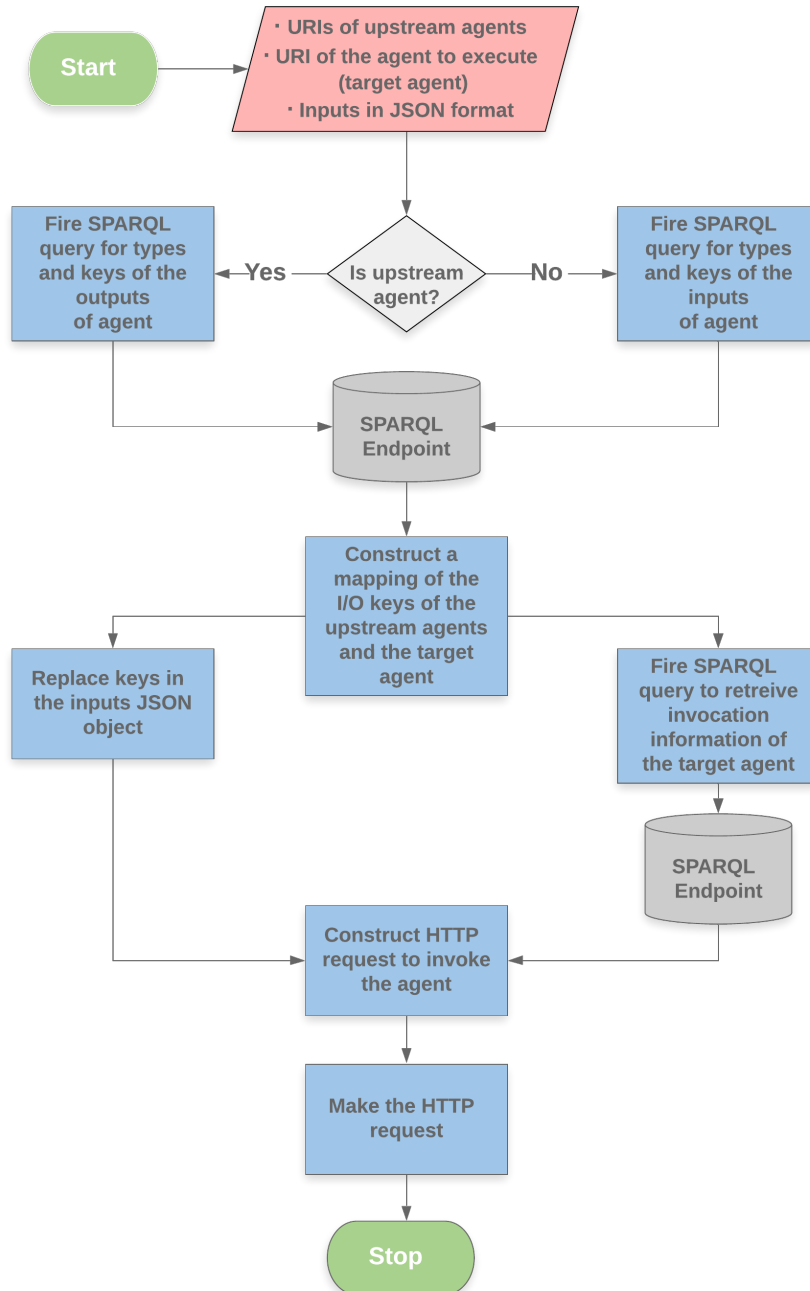 Start
· URIs of upstream agents
· URI of the agent to execute
(target agent)
· Inputs in JSON format
Fire SPARQL
query for types
and keys of the
outputs
of agent
Yes
Is upstream
agent?
No
Fire SPARQL
query for types
and keys of the
inputs
of agent
SPARQL
Endpoint
Construct a
mapping of the
I/O keys of the
upstream agents
and the target
agent
Replace keys in
the inputs JSON
object
Fire SPARQL
query to retreive
invocation
information of
the target agent
SPARQL
Endpoint
Construct HTTP
request to invoke
the agent
Make the HTTP
request
Stop